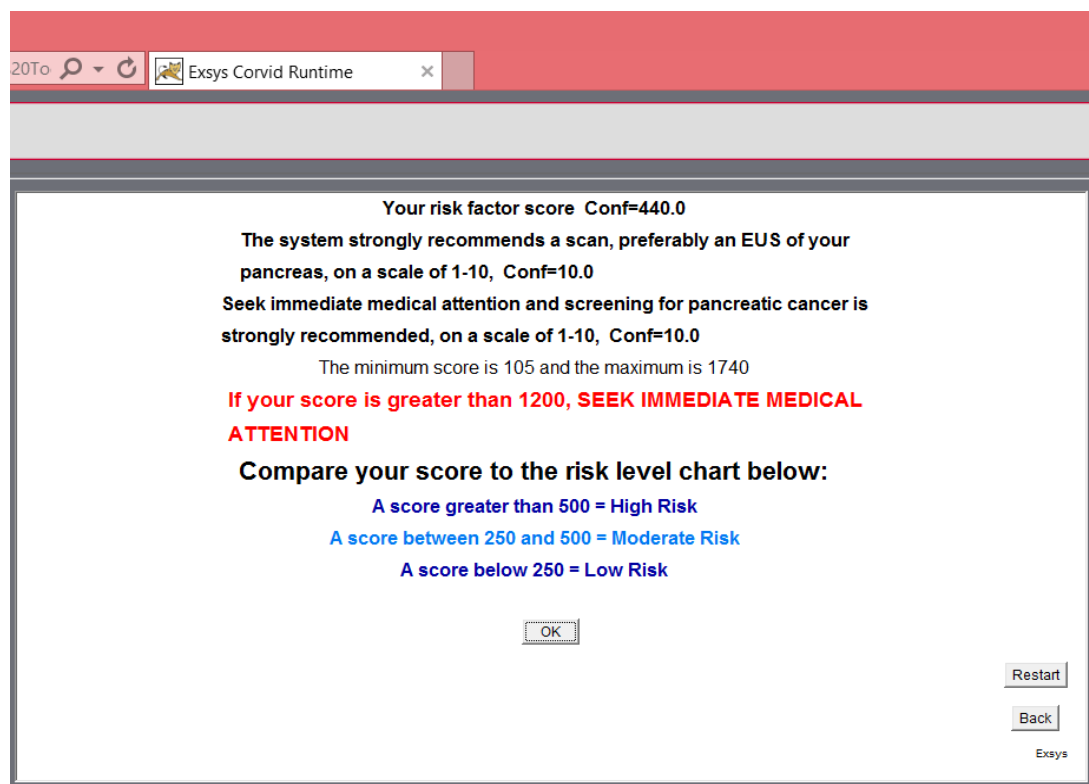 20To
Exsys Corvid Runtime
Your risk factor score Conf=440.0
The system strongly recommends a scan, preferably an EUS of your
pancreas, on a scale of 1-10, Conf=10.0
Seek immediate medical attention and screening for pancreatic cancer is
strongly recommended, on a scale of 1-10, Conf=10.0
The minimum score is 105 and the maximum is 1740
If your score is greater than 1200, SEEK IMMEDIATE MEDICAL
ATTENTION
Compare your score to the risk level chart below:
A score greater than 500 = High Risk
A score between 250 and 500 = Moderate Risk
A score below 250 = Low Risk
OK
Restart
Back
Exsys